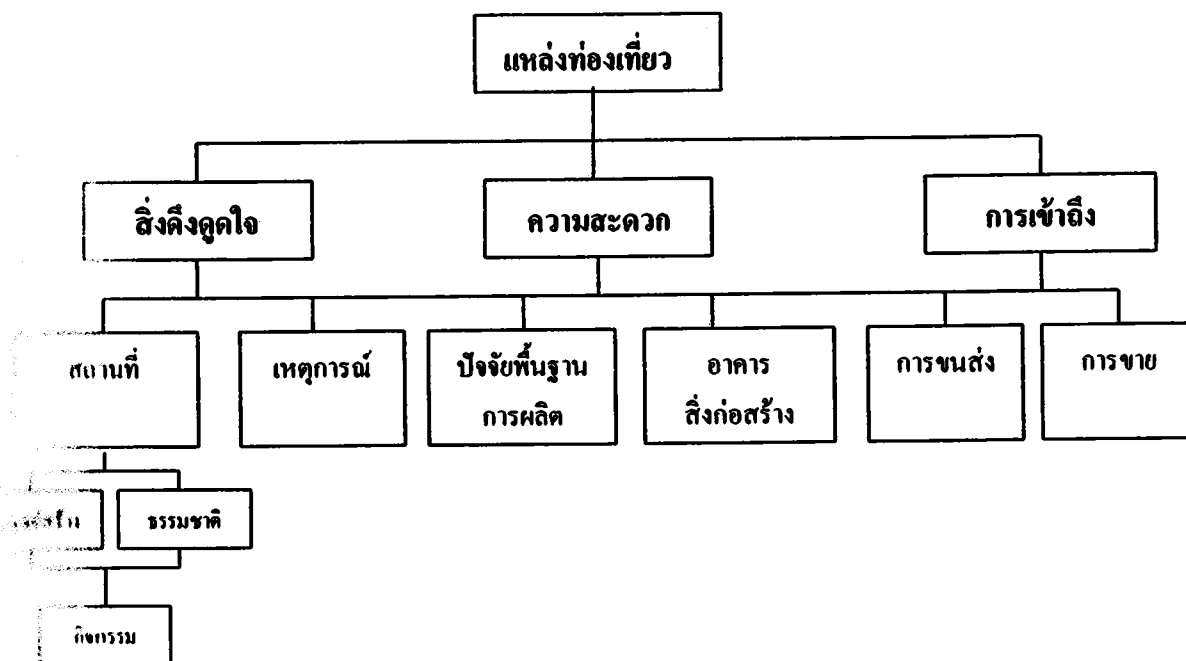 แหล่งท่องเที่ยว
สิ่งดึงดูดใจ
ความสะดวก
การเข้าถึง
สถานที่
เหตุการณ์
ปัจจัยพื้นฐาน
การผลิต
อาคาร
สิ่งก่อสร้าง
การขนส่ง
การขาย
ธรรมชาติ
กิจกรรม